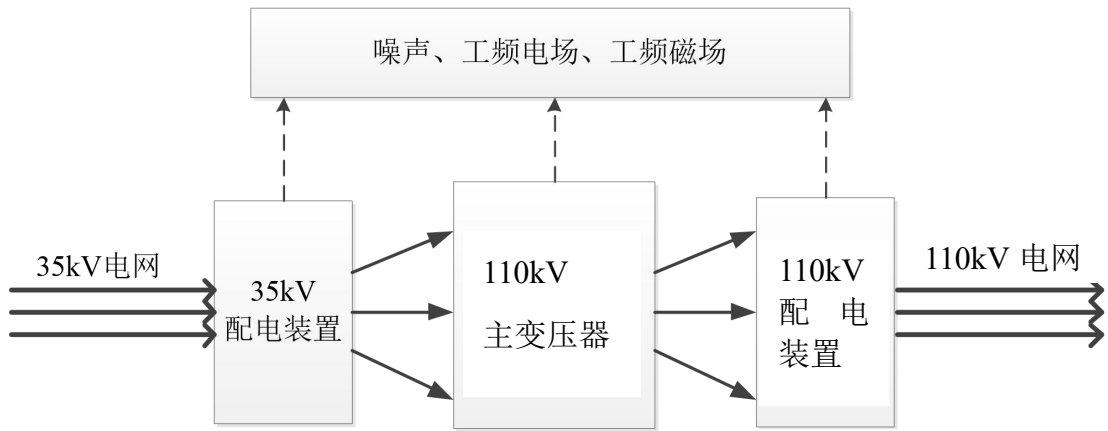 噪声、工频电场、工频磁场
35kV电网
35kV
配电装置
110kV
主变压器
110kV
配 电
装置
110kV 电网